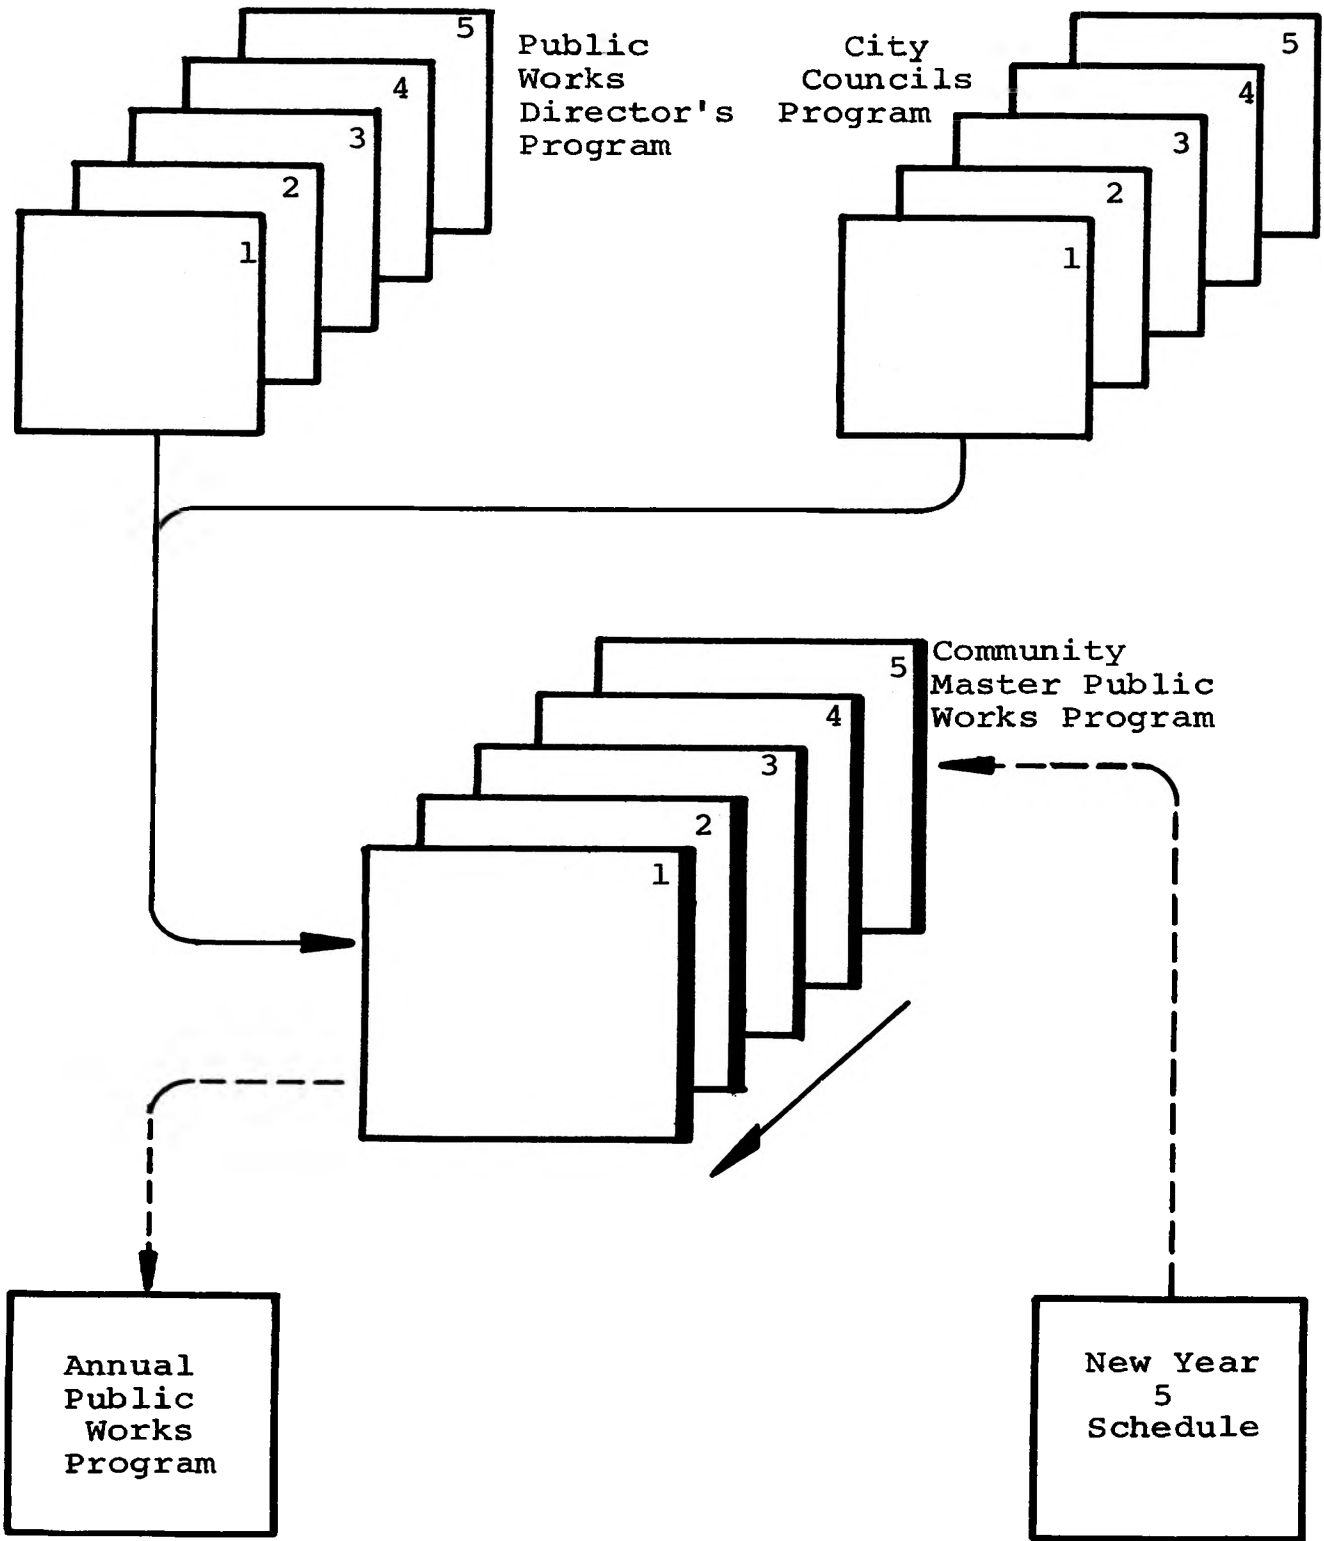 5
4
3
2
1
Public
Works
Director's
Program
City
Councils
Program
5
4
3
2
1
5
4
3
2
1
Community
Master Public
Works Program
Annual
Public
Works
Program
New Year
5
Schedule